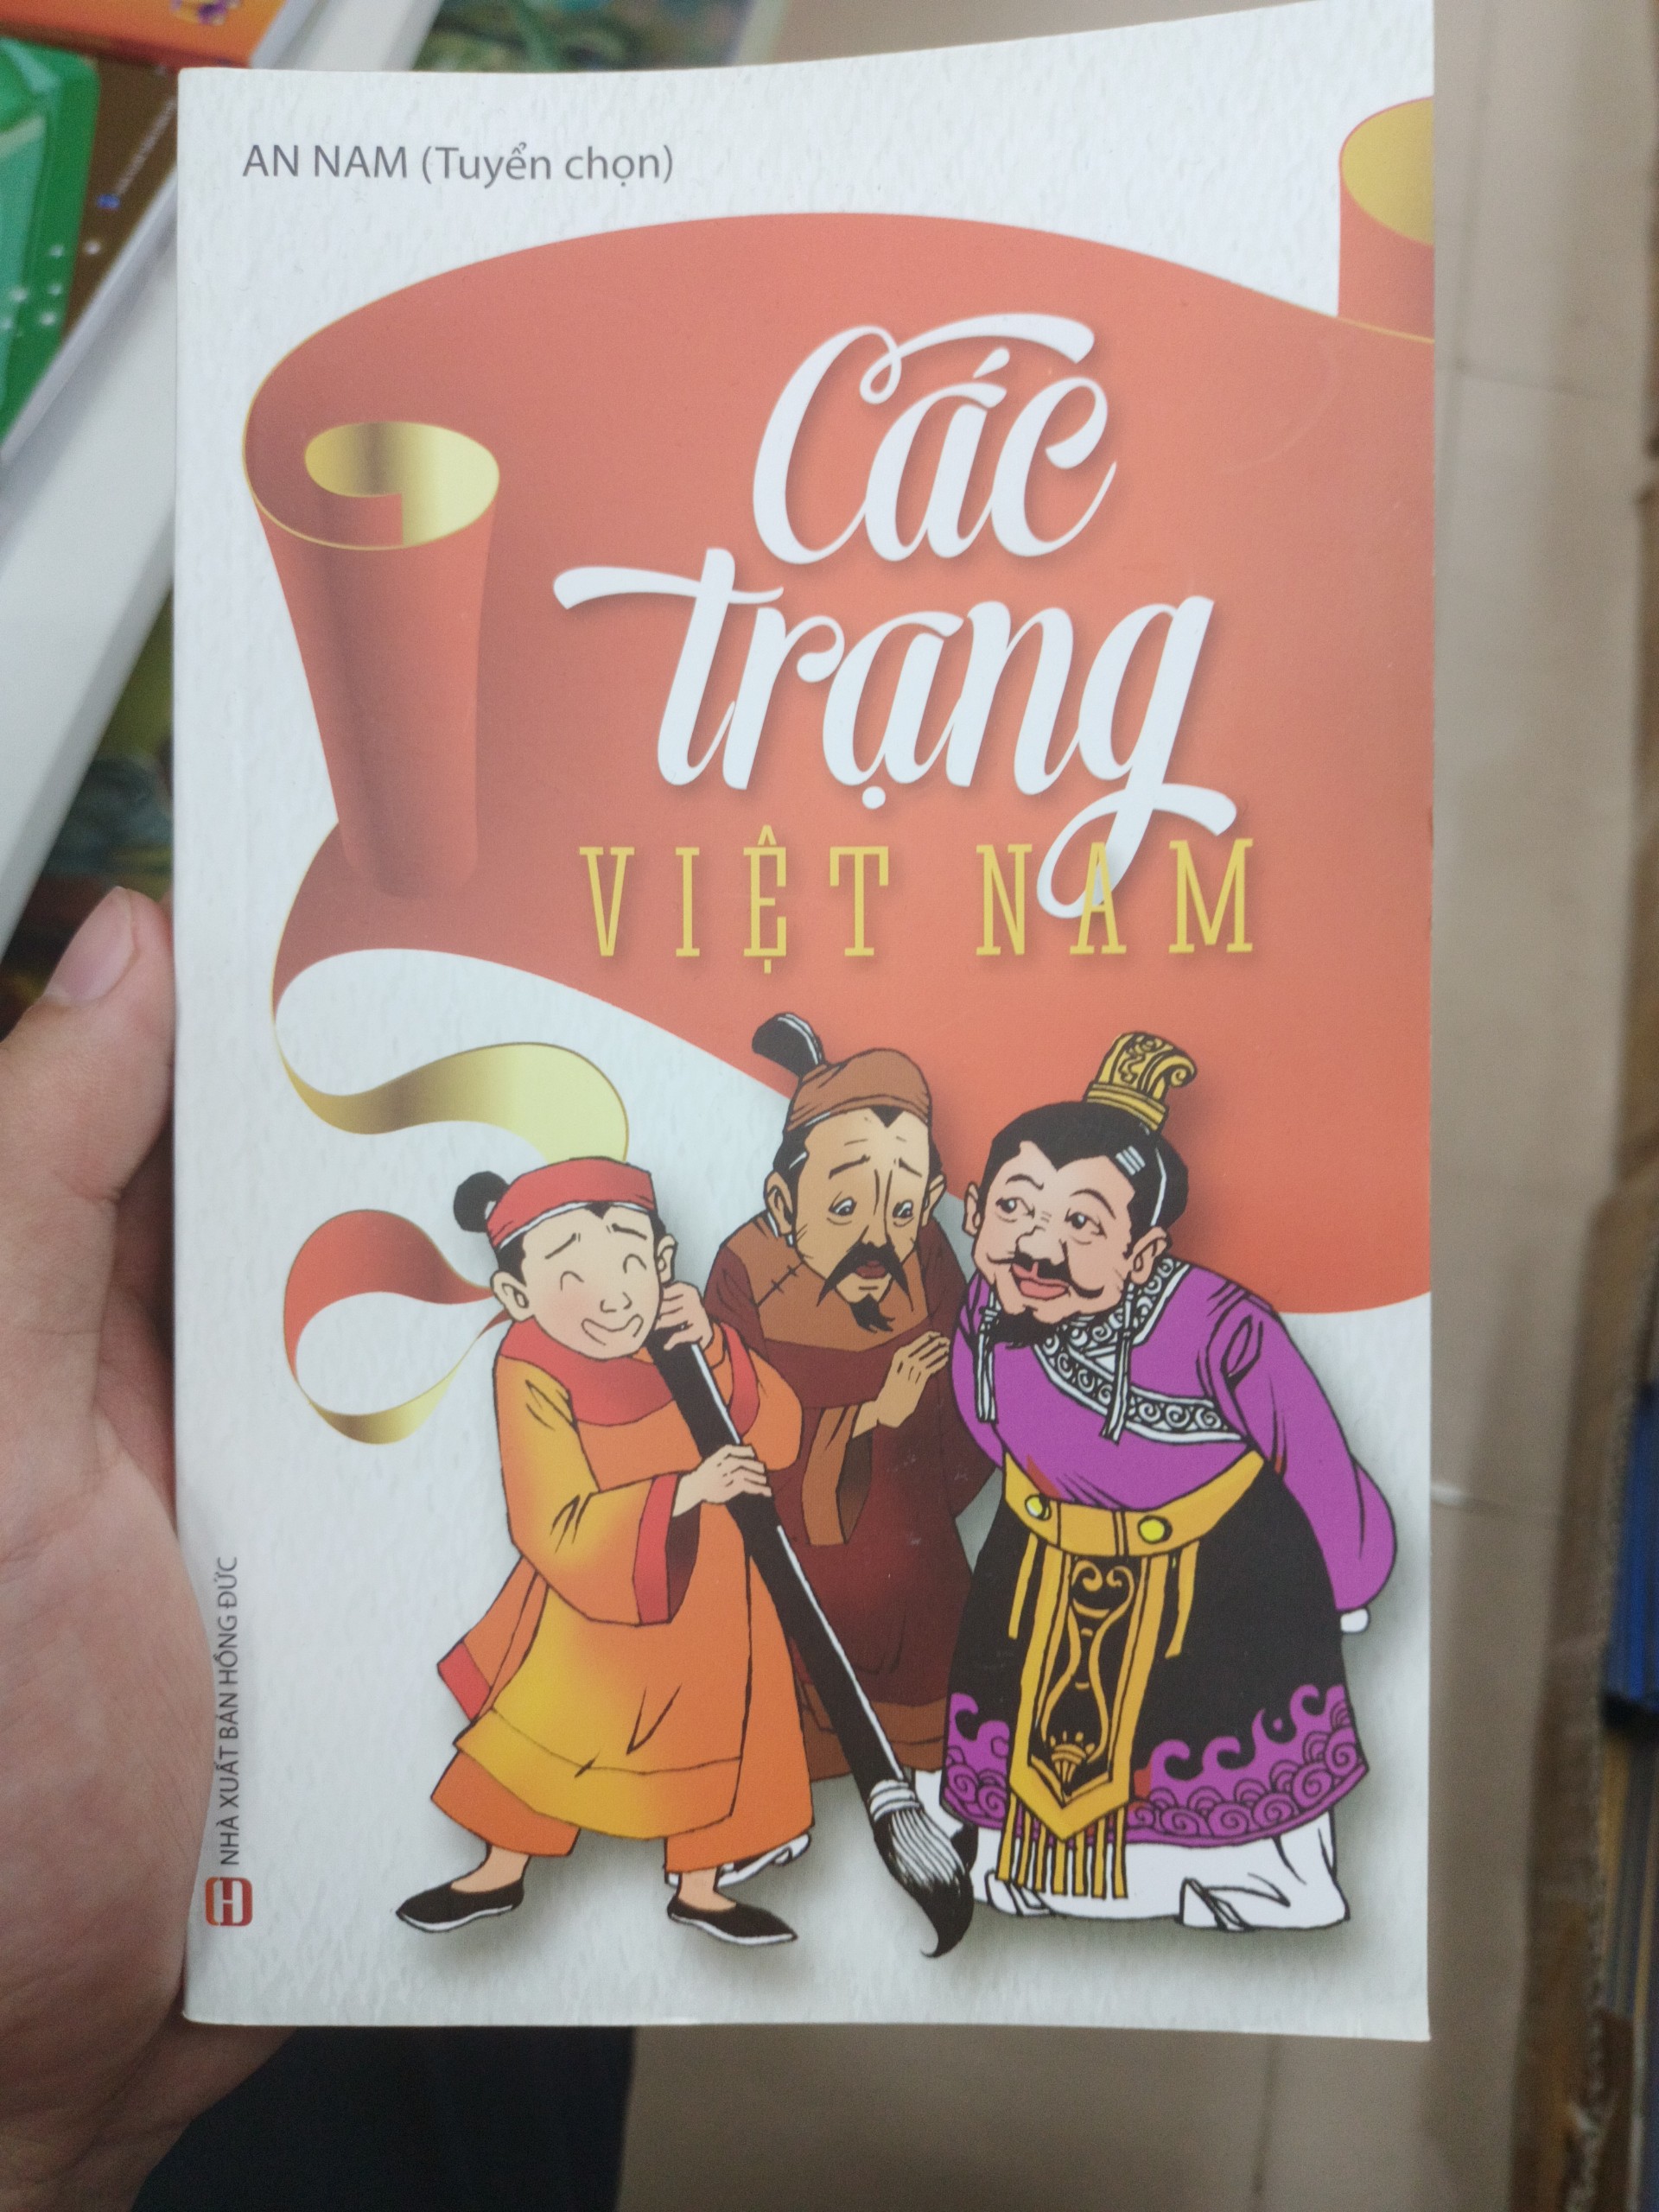 AN NAM (Tuyển chọn)
Các
trạng
VIỆT NAM
NHÀ XUẤT BẢN HỒNG ĐỨC